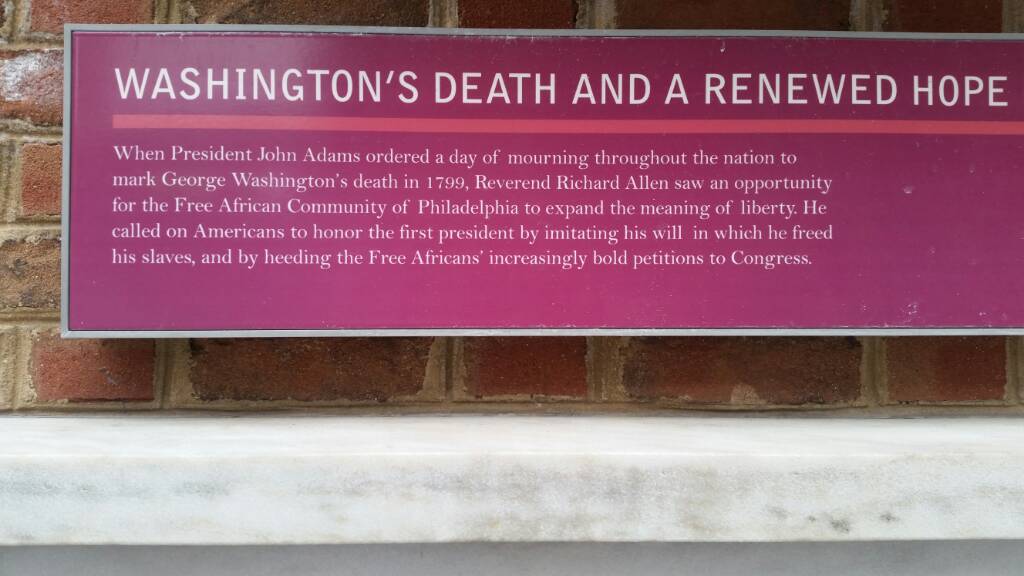 WASHINGTON'S DEATH AND A RENEWED HOPE
When President John Adams ordered a day of mourning throughout the nation to
mark George Washington's death in 1799, Reverend Richard Allen saw an opportunity
for the Free African Community of Philadelphia to expand the meaning of liberty. He
called on Americans to honor the first president by imitating his will in which he freed
his slaves, and by heeding the Free Africans' increasingly bold petitions to Congress.